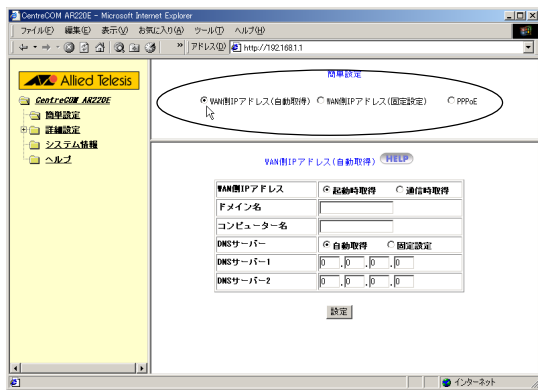 CentreCOM AR220E - Microsoft Internet Explorer
ファイル(F) 編集(E) 表示(V) お気に入り(A) ツール(T) ヘルプ(H)
アドレス(D) http://192.168.1.1
Allied Telesis
CentreCOM AR220E
簡単設定
詳細設定
システム情報
ヘルプ
簡単設定
WAN側IPアドレス(自動取得) WAN側IPアドレス(固定設定) PPPoE
WAN側IPアドレス(自動取得) HELP
WAN側IPアドレス 起動時取得 通信時取得
ドメイン名
コンピューター名
DNSサーバー 自動取得 固定設定
DNSサーバー1 0 .0 .0 .0
DNSサーバー2 0 .0 .0 .0
設定
インターネット